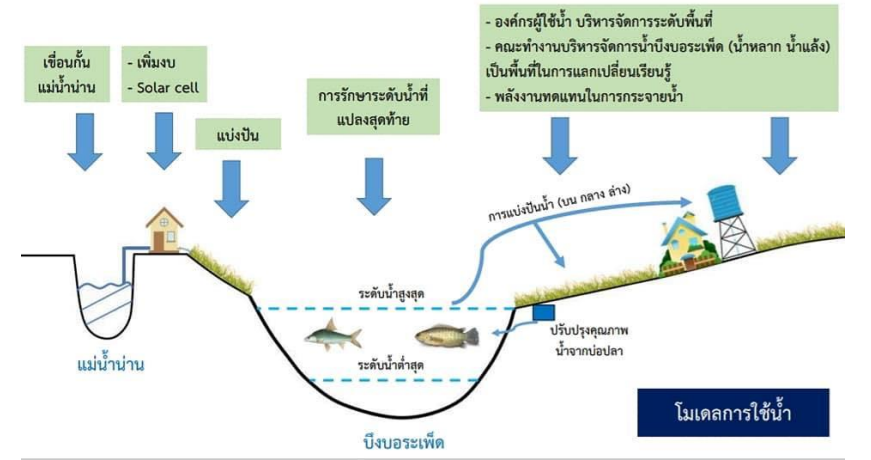 เขื่อนกั้น
แม่น้ำน่าน
- เพิ่มงบ
- Solar cell
แบ่งปัน
การรักษาระดับน้ำที่
แปลงสุดท้าย
- องค์กรผู้ใช้น้ำ บริหารจัดการระดับพื้นที่
- คณะทำงานบริหารจัดการน้ำบึงบอระเพ็ด (น้ำหลาก น้ำแล้ง)
เป็นพื้นที่ในการแลกเปลี่ยนเรียนรู้
- พลังงานทดแทนในการกระจายน้ำ
การแบ่งปันน้ำ (บน กลาง ล่าง)
ระดับน้ำสูงสุด
ระดับน้ำต่ำสุด
ปรับปรุงคุณภาพ
น้ำจากบ่อปลา
แม่น้ำน่าน
บึงบอระเพ็ด
โมเดลการใช้น้ำ